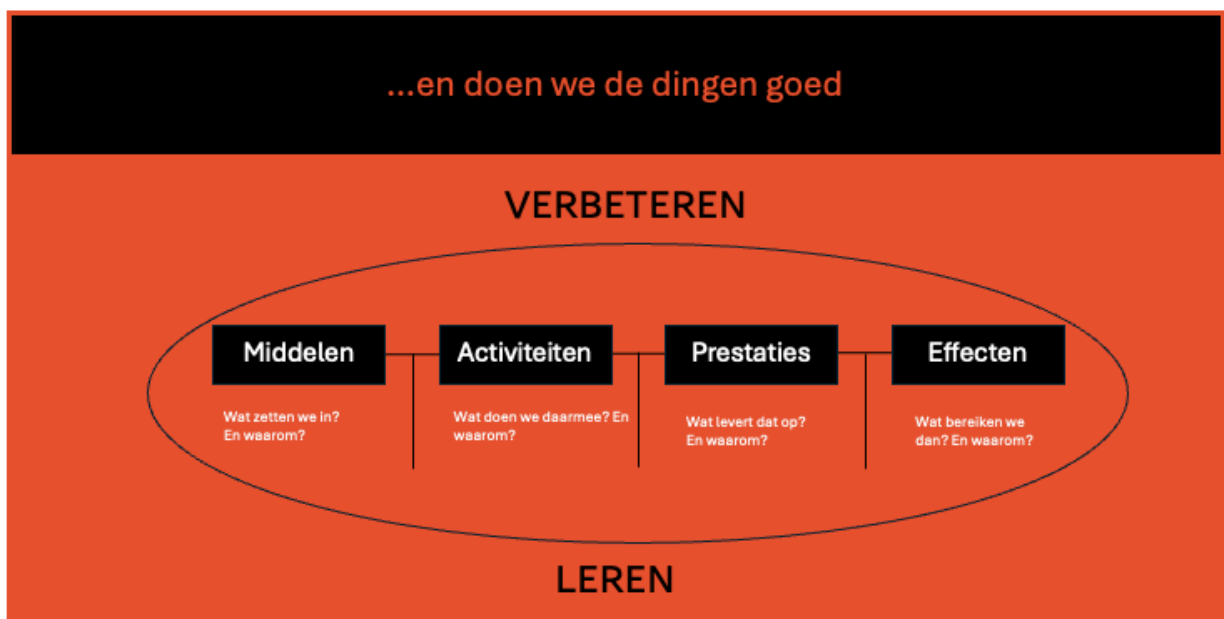 ...en doen we de dingen goed
VERBETEREN
Middelen
Activiteiten
Prestaties
Effecten
Wat zetten we in?
En waarom?
Wat doen we daarmee? En
waarom?
Wat levert dat op?
En waarom?
Wat bereiken we
dan? En waarom?
LEREN